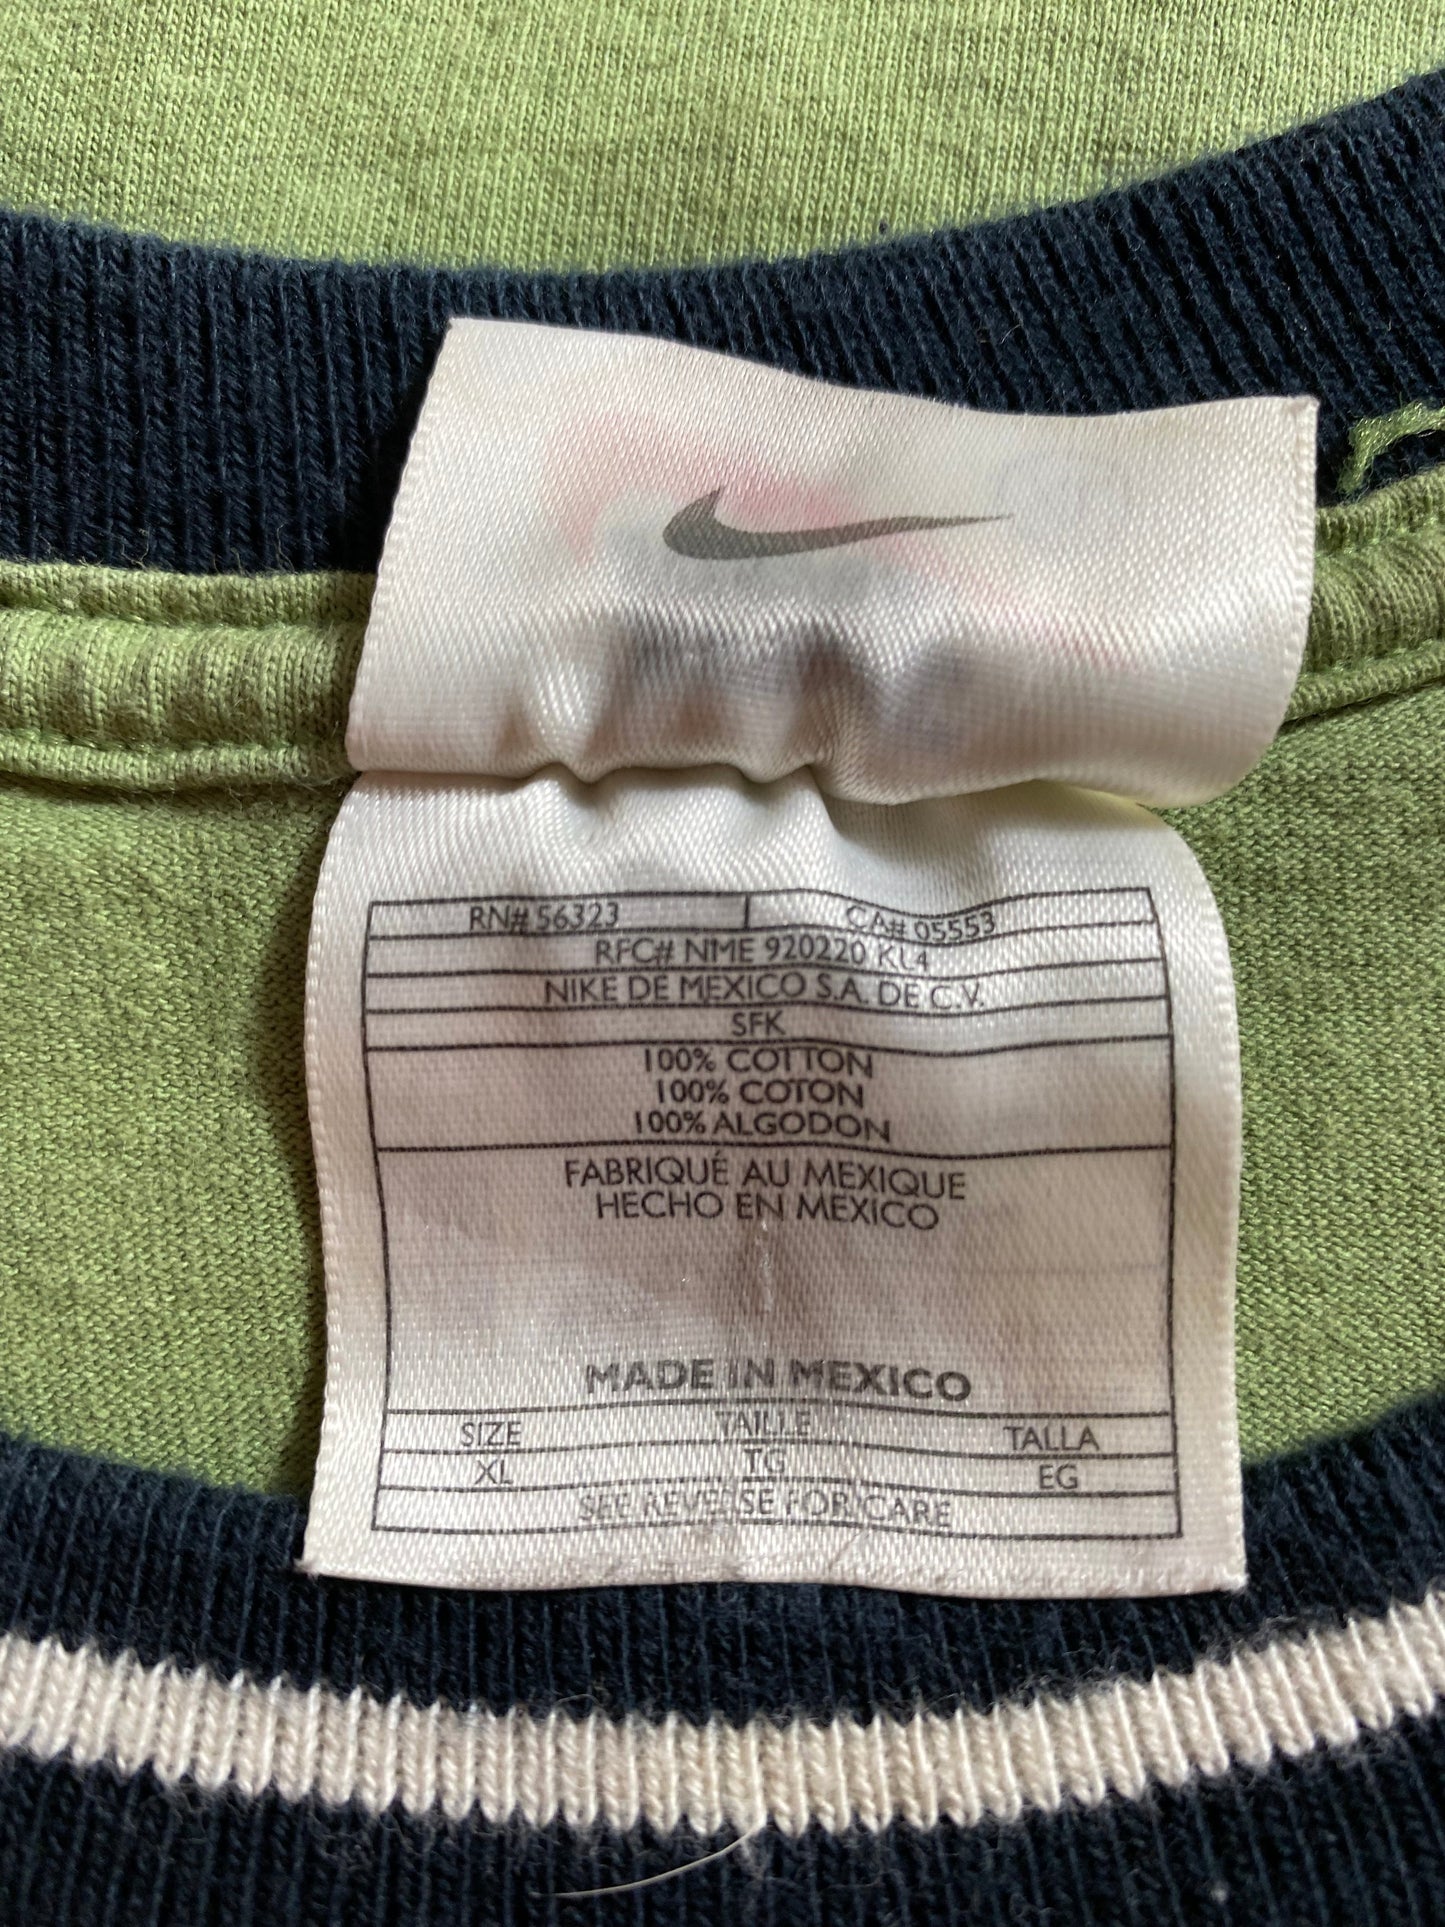 RN# 56323 CA# 05553
RFC# NME 920220 KL4
NIKE DE MEXICO S.A. DE C.V.
SFK
100% COTTON
100% COTON
100% ALGODON
FABRIQUÉ AU MEXIQUE
HECHO EN MEXICO
MADE IN MEXICO
SIZE TAILLE TALLA
XL TG EG
SEE REVERSE FOR CARE